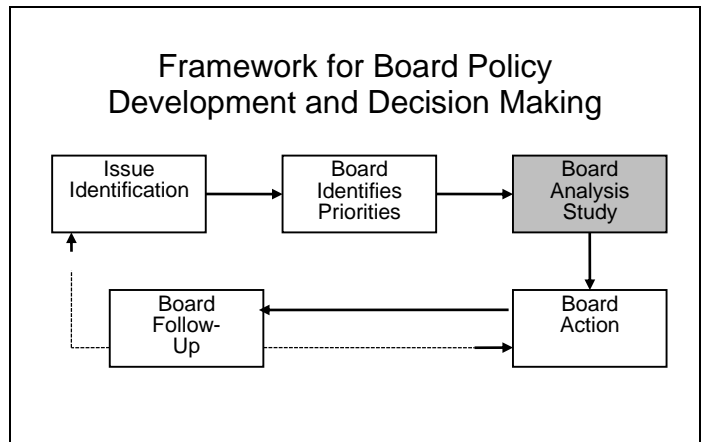 Framework for Board Policy
Development and Decision Making
Issue
Identification
Board
Identifies
Priorities
Board
Analysis
Study
Board
Follow-
Up
Board
Action